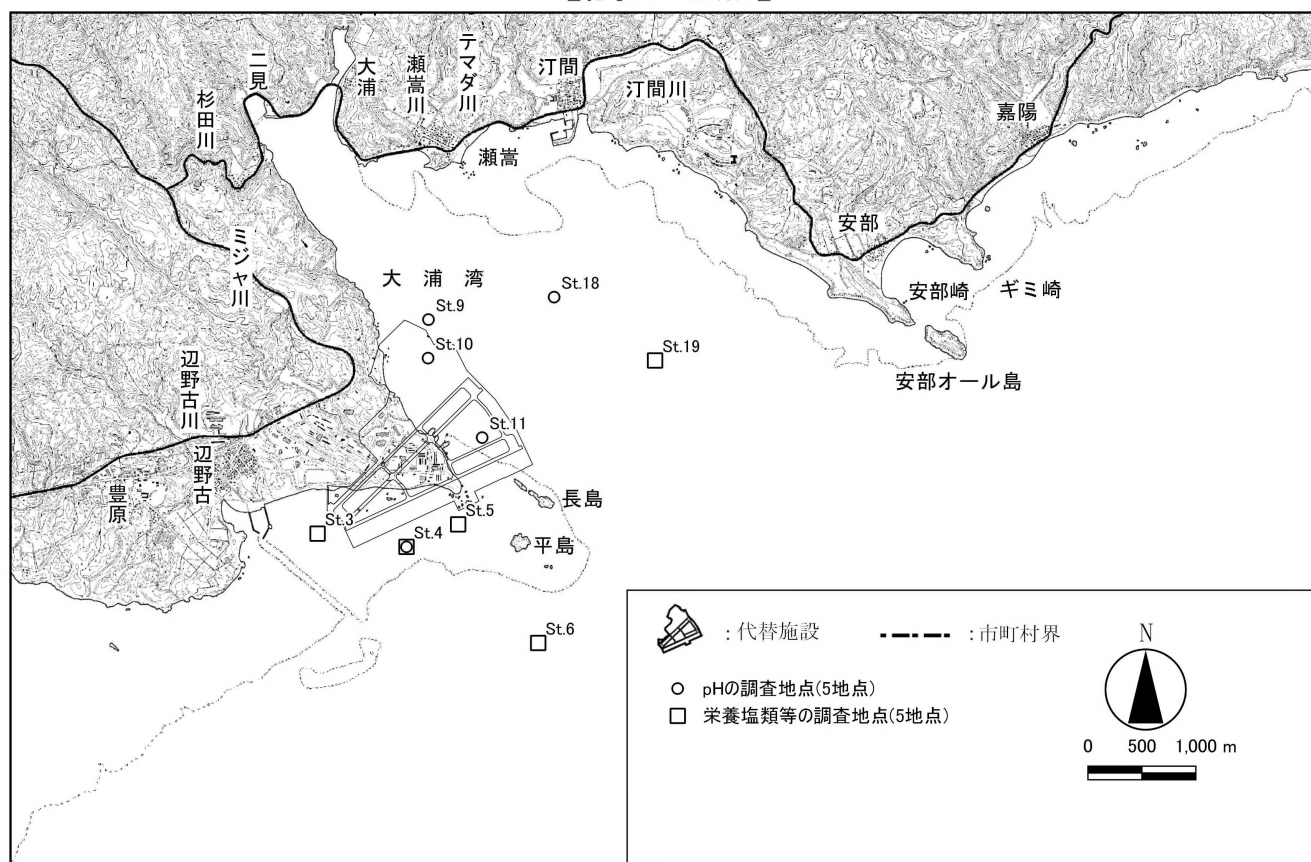 二見
杉田川
大浦
瀬嵩川
テマダ川
汀間
汀間川
嘉陽
瀬嵩
安部
ミジャ川
大浦湾
St.18
安部崎
ギミ崎
St.9
St.10
St.19
安部オール島
辺野古川
St.11
辺野古
豊原
長島
St.3
St.5
St.4
平島
St.6
：代替施設
：市町村界
N
pHの調査地点(5地点)
栄養塩類等の調査地点(5地点)
0 500 1,000 m